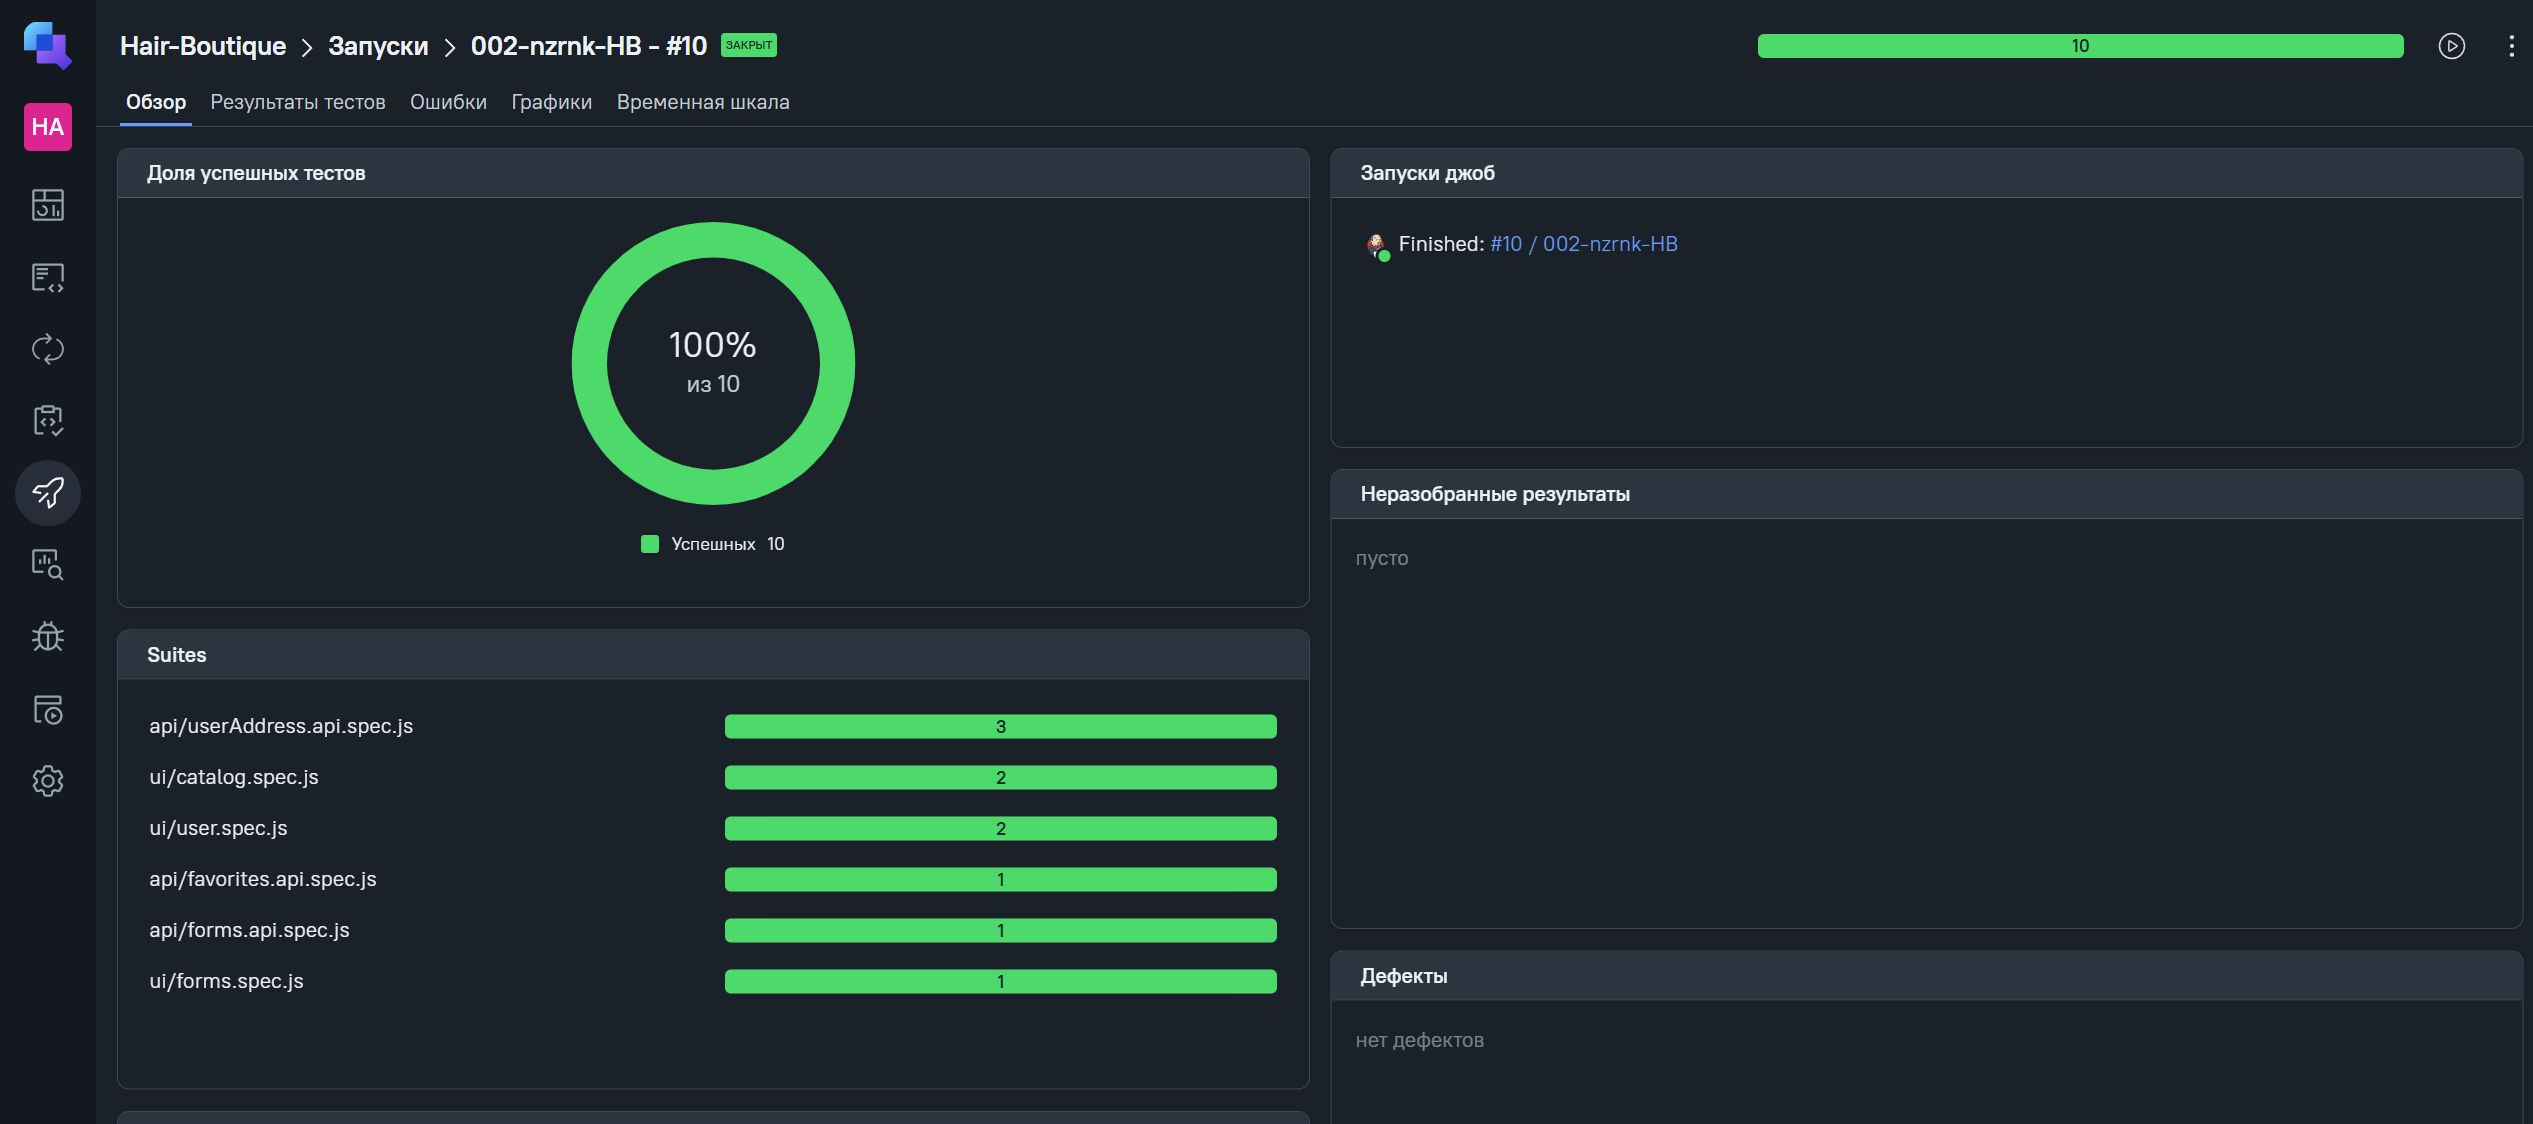 Hair-Boutique > Запуски > 002-nzrnk-HB - #10 ЗАКРЫТ
10
HA
Обзор Результаты тестов Ошибки Графики Временная шкала
Доля успешных тестов
100%
из 10
Успешных 10
Suites
api/userAddress.api.spec.js 3
ui/catalog.spec.js 2
ui/user.spec.js 2
api/favorites.api.spec.js 1
api/forms.api.spec.js 1
ui/forms.spec.js 1
Запуски джоб
Finished: #10 / 002-nzrnk-HB
Неразобранные результаты
пусто
Дефекты
нет дефектов